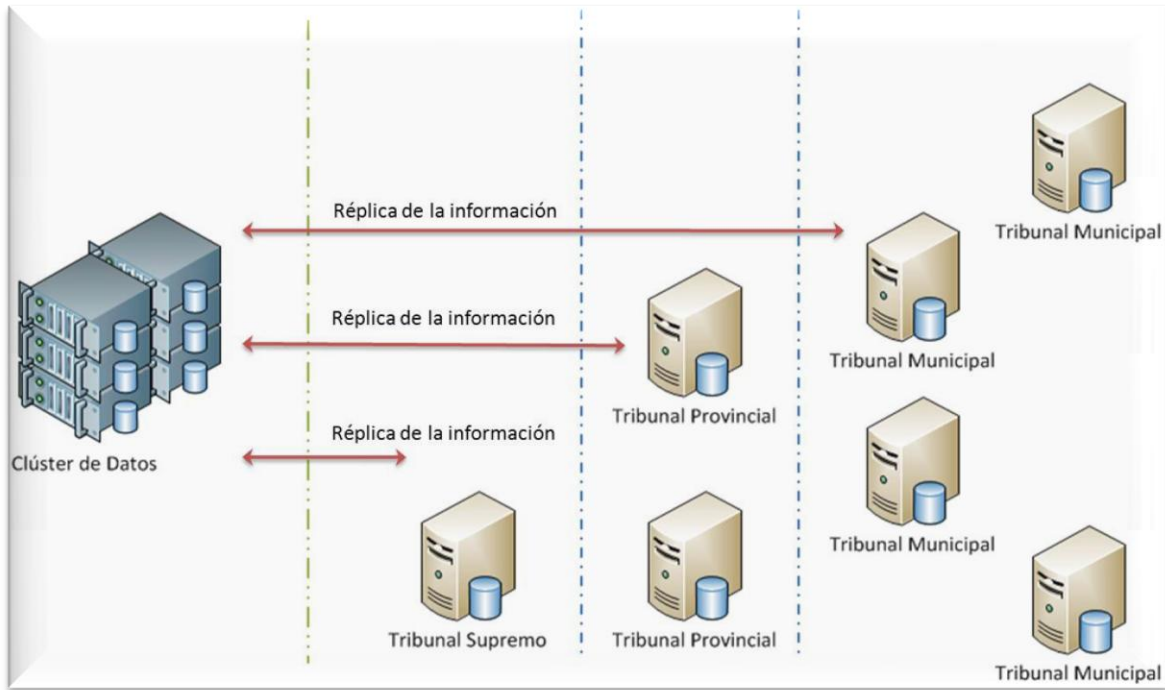 Tribunal Municipal
Réplica de la información
Tribunal Municipal
Réplica de la información
Tribunal Provincial
Réplica de la información
Clúster de Datos
Tribunal Municipal
Tribunal Supremo
Tribunal Provincial
Tribunal Municipal